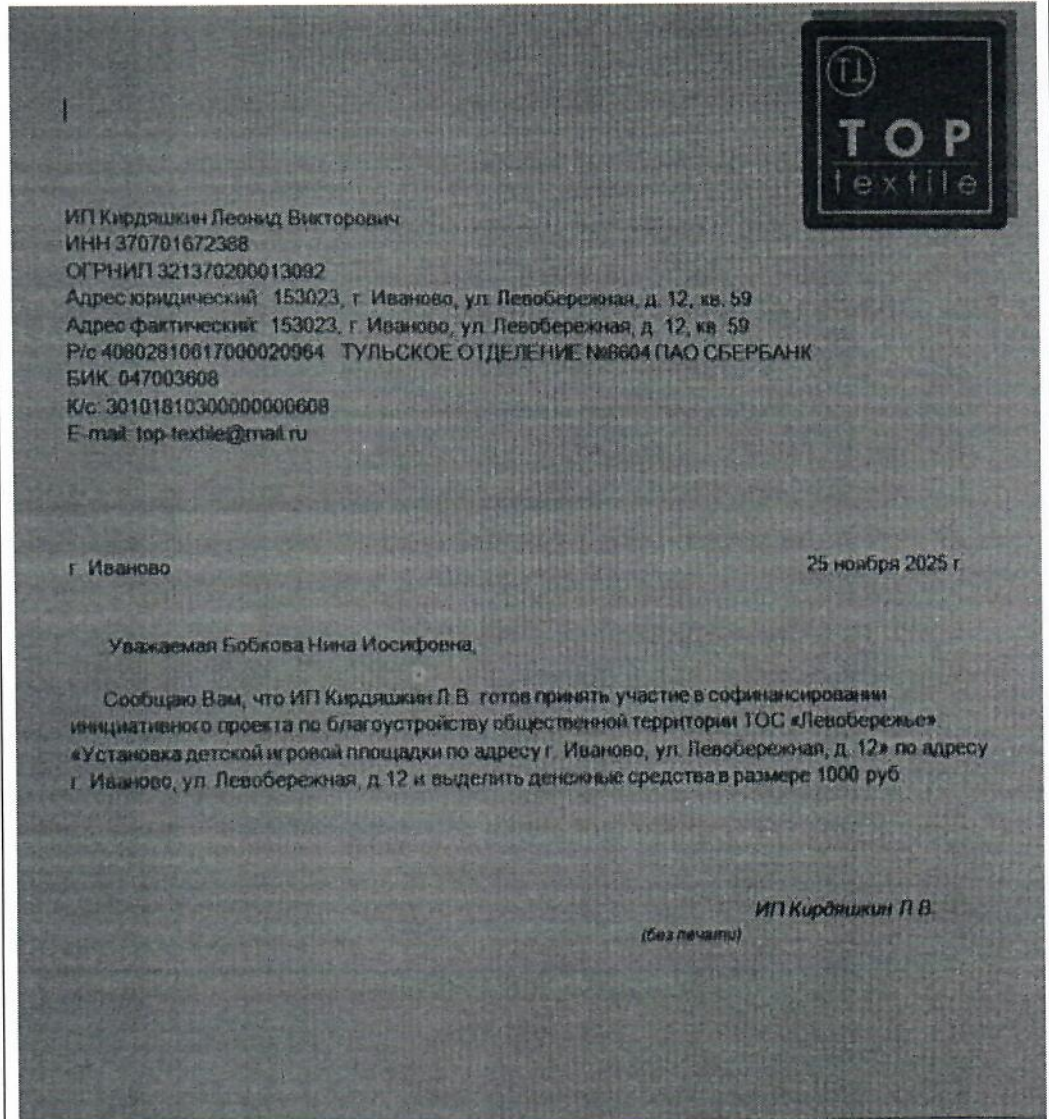 TOP
textile
ИП Кирдяшкин Леонид Викторович
ИНН 370701672388
ОГРНИП 321370200013092
Адрес юридический: 153023, г. Иваново, ул. Левобережная, д. 12, кв. 59
Адрес фактический: 153023, г. Иваново, ул. Левобережная, д. 12, кв. 59
Р/с 40802810617000020964 ТУЛЬСКОЕ ОТДЕЛЕНИЕ №8604 ПАО СБЕРБАНК
БИК 047003608
К/с: 30101810300000000608
E-mail: top-textile@mail.ru
г. Иваново 25 ноября 2025 г.
Уважаемая Бобкова Нина Иосифовна,
Сообщаю Вам, что ИП Кирдяшкин Л.В. готов принять участие в софинансировании
инициативного проекта по благоустройству общественной территории ТОС «Левобережье»
«Установка детской игровой площадки по адресу г. Иваново, ул. Левобережная, д. 12» по адресу
г. Иваново, ул. Левобережная, д.12 и выделить денежные средства в размере 1000 руб
ИП Кирдяшкин Л.В.
(без печати)